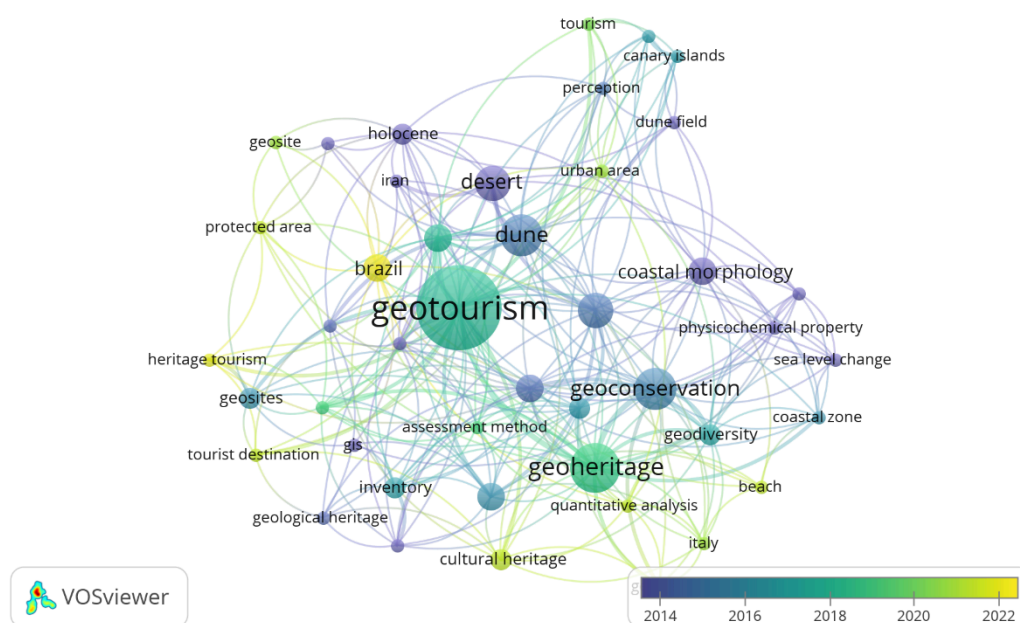 tourism
canary islands
perception
dune field
holocene
geosite
urban area
iran
desert
protected area
dune
brazil
coastal morphology
geotourism
physicochemical property
heritage tourism
sea level change
geoconservation
geosites
coastal zone
assessment method
geodiversity
gis
tourist destination
geoheritage
inventory
beach
quantitative analysis
geological heritage
italy
cultural heritage
VOSviewer
2014 2016 2018 2020 2022